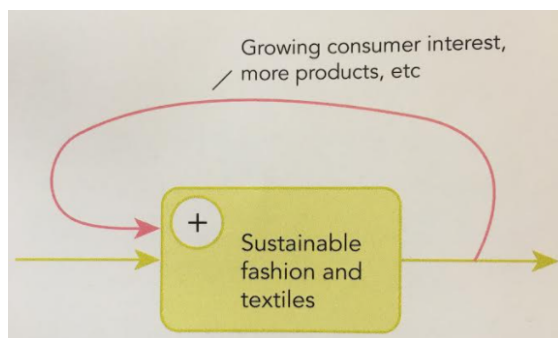 Growing consumer interest,
more products, etc
+
Sustainable
fashion and
textiles